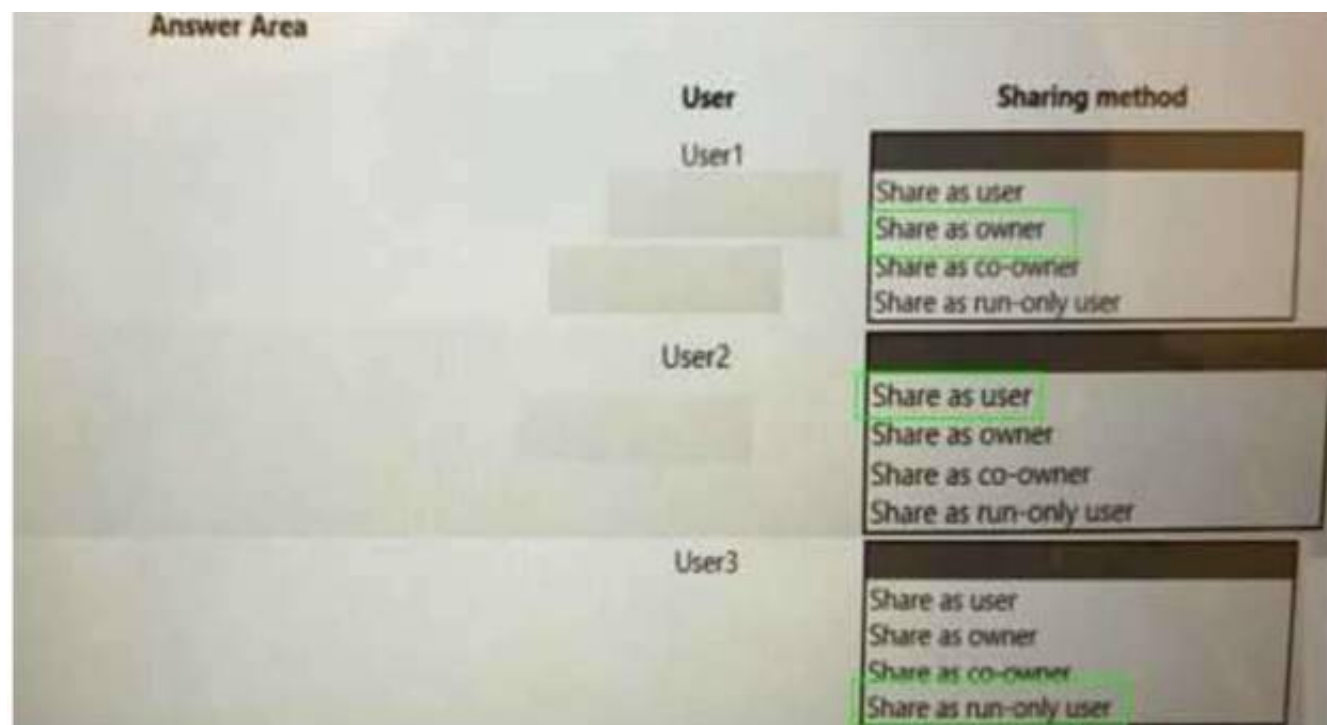 Answer Area
User Sharing method
User1
Share as user
Share as owner
Share as co-owner
Share as run-only user
User2
Share as user
Share as owner
Share as co-owner
Share as run-only user
User3
Share as user
Share as owner
Share as co-owner
Share as run-only user